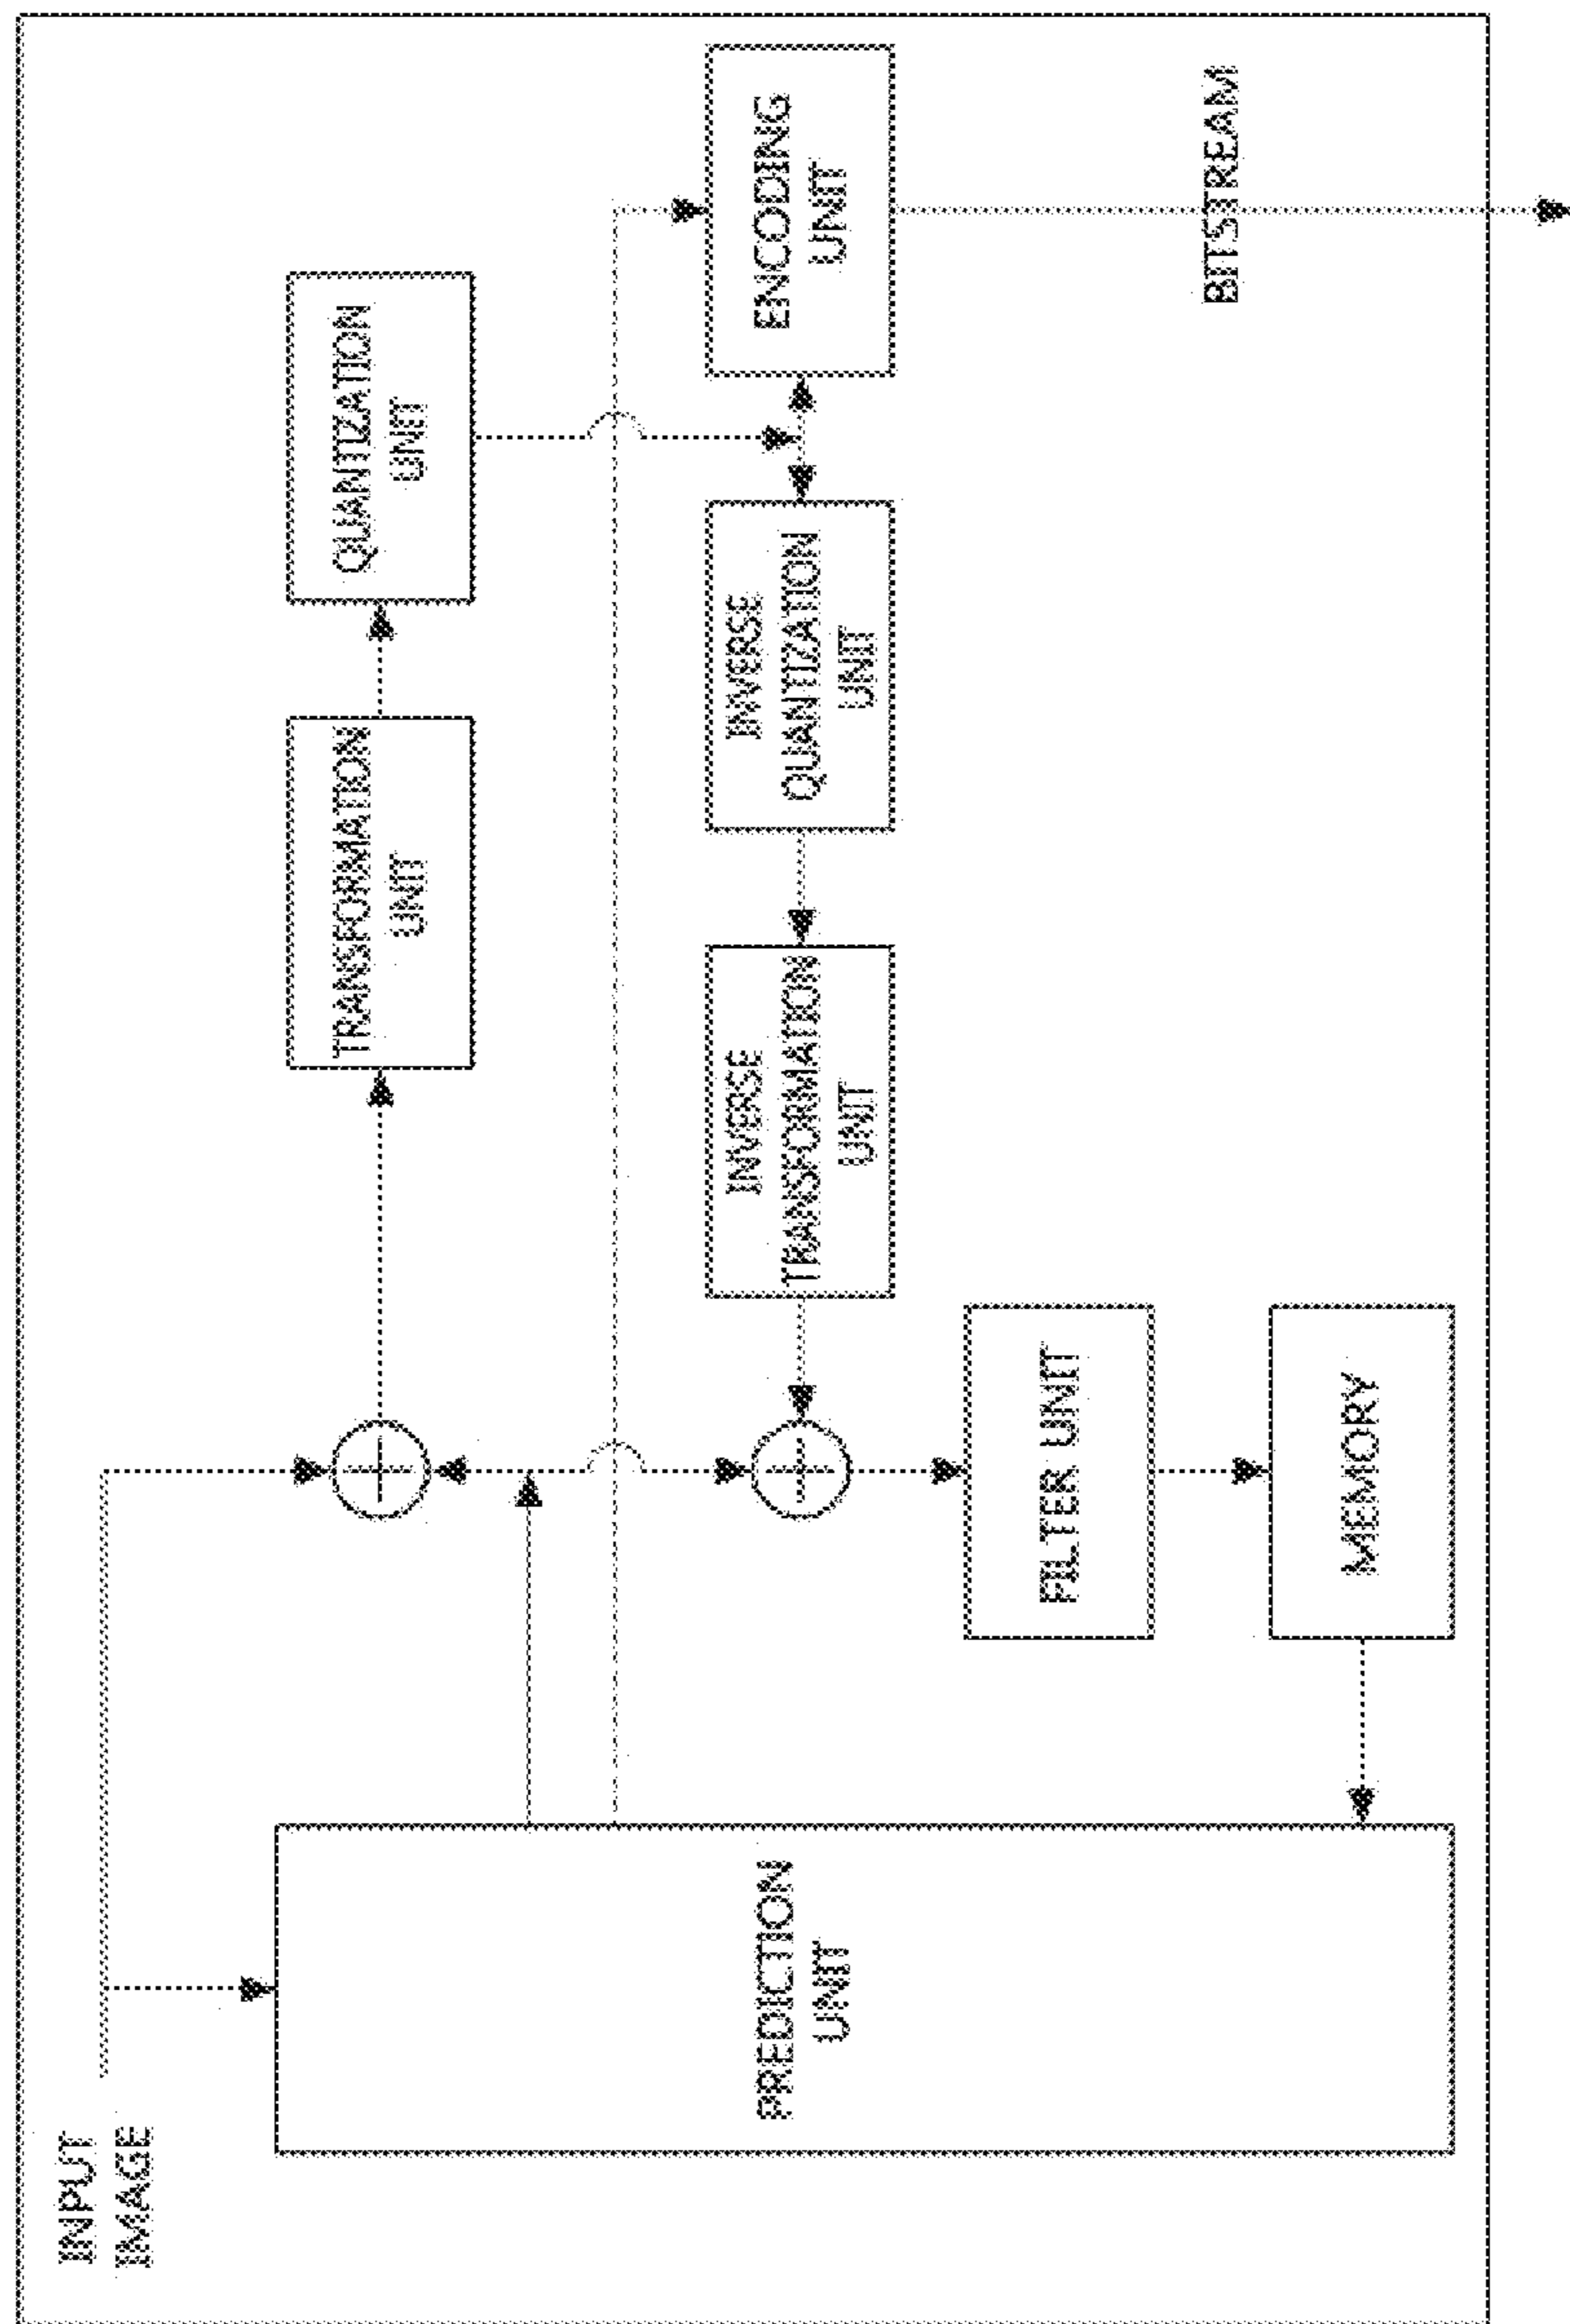 INPUT
IMAGE
TRANSFORMATION
UNIT
QUANTIZATION
UNIT
PREDICTION
UNIT
INVERSE
TRANSFORMATION
UNIT
INVERSE
QUANTIZATION
UNIT
ENCODING
UNIT
FILTER UNIT
MEMORY
BITSTREAM